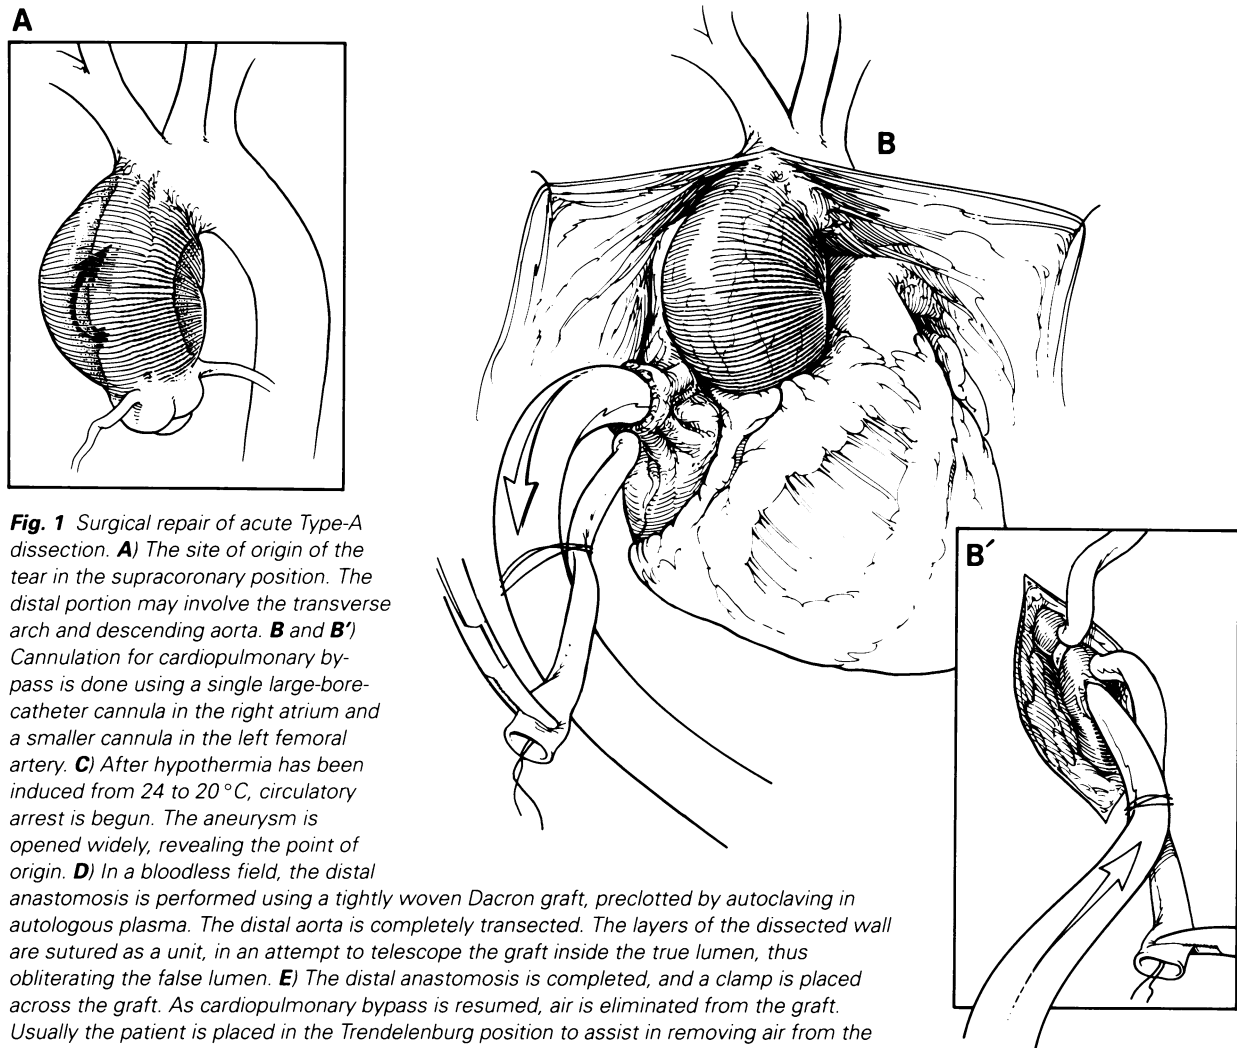 A
B
B′
Fig. 1 Surgical repair of acute Type-A
dissection. A) The site of origin of the
tear in the supracoronary position. The
distal portion may involve the transverse
arch and descending aorta. B and B′)
Cannulation for cardiopulmonary by-
pass is done using a single large-bore-
catheter cannula in the right atrium and
a smaller cannula in the left femoral
artery. C) After hypothermia has been
induced from 24 to 20 °C, circulatory
arrest is begun. The aneurysm is
opened widely, revealing the point of
origin. D) In a bloodless field, the distal
anastomosis is performed using a tightly woven Dacron graft, preclotted by autoclaving in
autologous plasma. The distal aorta is completely transected. The layers of the dissected wall
are sutured as a unit, in an attempt to telescope the graft inside the true lumen, thus
obliterating the false lumen. E) The distal anastomosis is completed, and a clamp is placed
across the graft. As cardiopulmonary bypass is resumed, air is eliminated from the graft.
Usually the patient is placed in the Trendelenburg position to assist in removing air from the